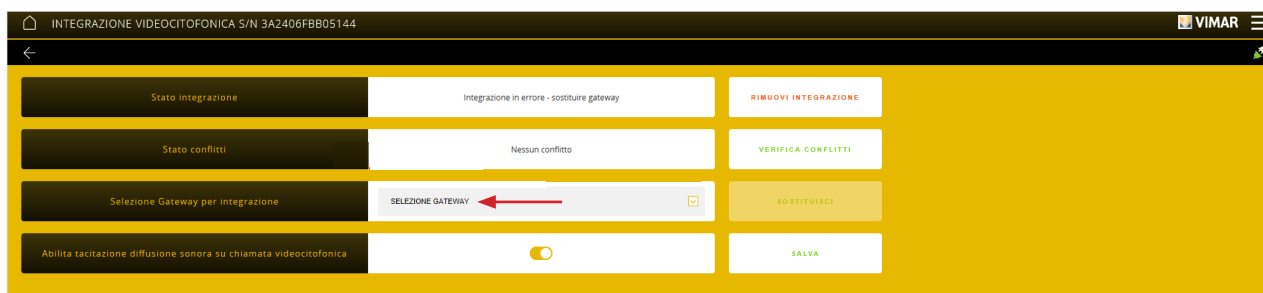 INTEGRAZIONE VIDEOCITOFONICA S/N 3A2406FBB05144
VIMAR
Stato integrazione
Integrazione in errore - sostituire gateway
RIMUOVI INTEGRAZIONE
Stato conflitti
Nessun conflitto
VERIFICA CONFLITTI
Selezione Gateway per integrazione
SELEZIONE GATEWAY
SOSTITUISCI
Abilita tacitazione diffusione sonora su chiamata videocitofonica
SALVA